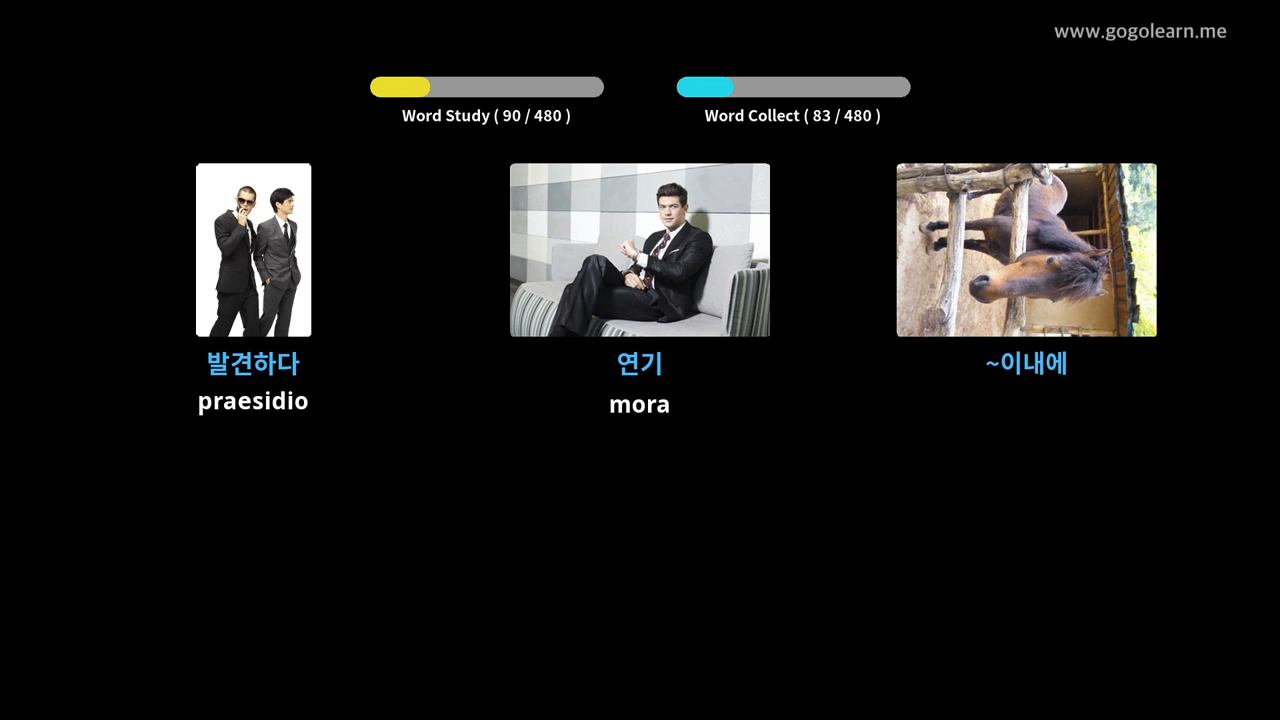 www.gogolearn.me
Word Study ( 90 / 480 )
Word Collect ( 83 / 480 )
발견하다
연기
~이내에
praesidio
mora